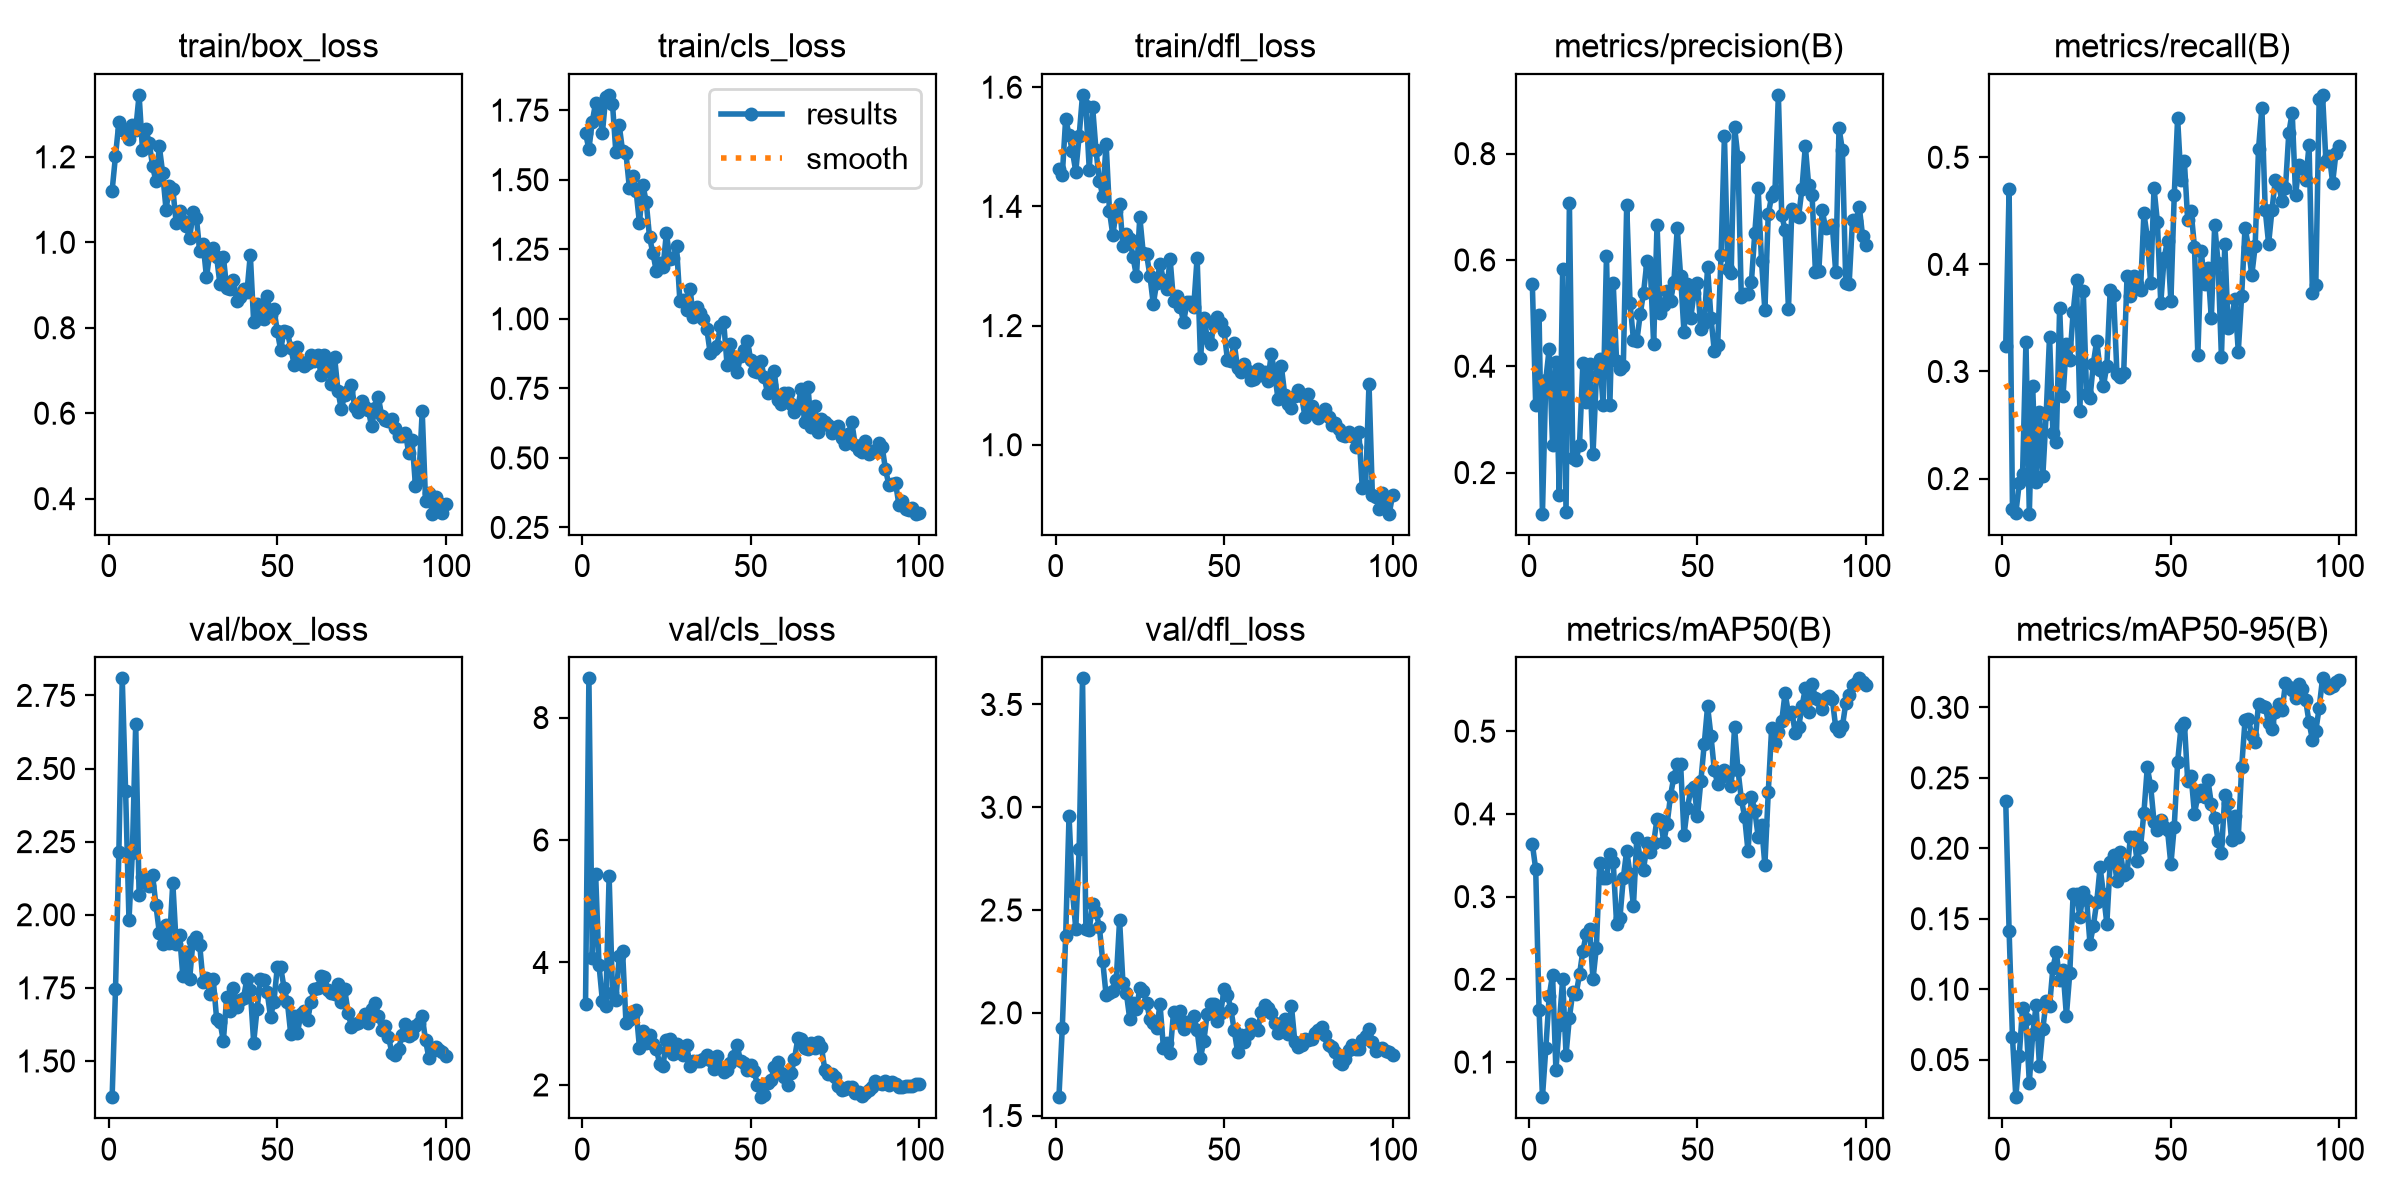 train/box_loss
1.2
1.0
0.8
0.6
0.4
0 50 100
train/cls_loss
results
smooth
1.75
1.50
1.25
1.00
0.75
0.50
0.25
0 50 100
train/dfl_loss
1.6
1.4
1.2
1.0
0 50 100
metrics/precision(B)
0.8
0.6
0.4
0.2
0 50 100
metrics/recall(B)
0.5
0.4
0.3
0.2
0 50 100
val/box_loss
2.75
2.50
2.25
2.00
1.75
1.50
0 50 100
val/cls_loss
8
6
4
2
0 50 100
val/dfl_loss
3.5
3.0
2.5
2.0
1.5
0 50 100
metrics/mAP50(B)
0.5
0.4
0.3
0.2
0.1
0 50 100
metrics/mAP50-95(B)
0.30
0.25
0.20
0.15
0.10
0.05
0 50 100